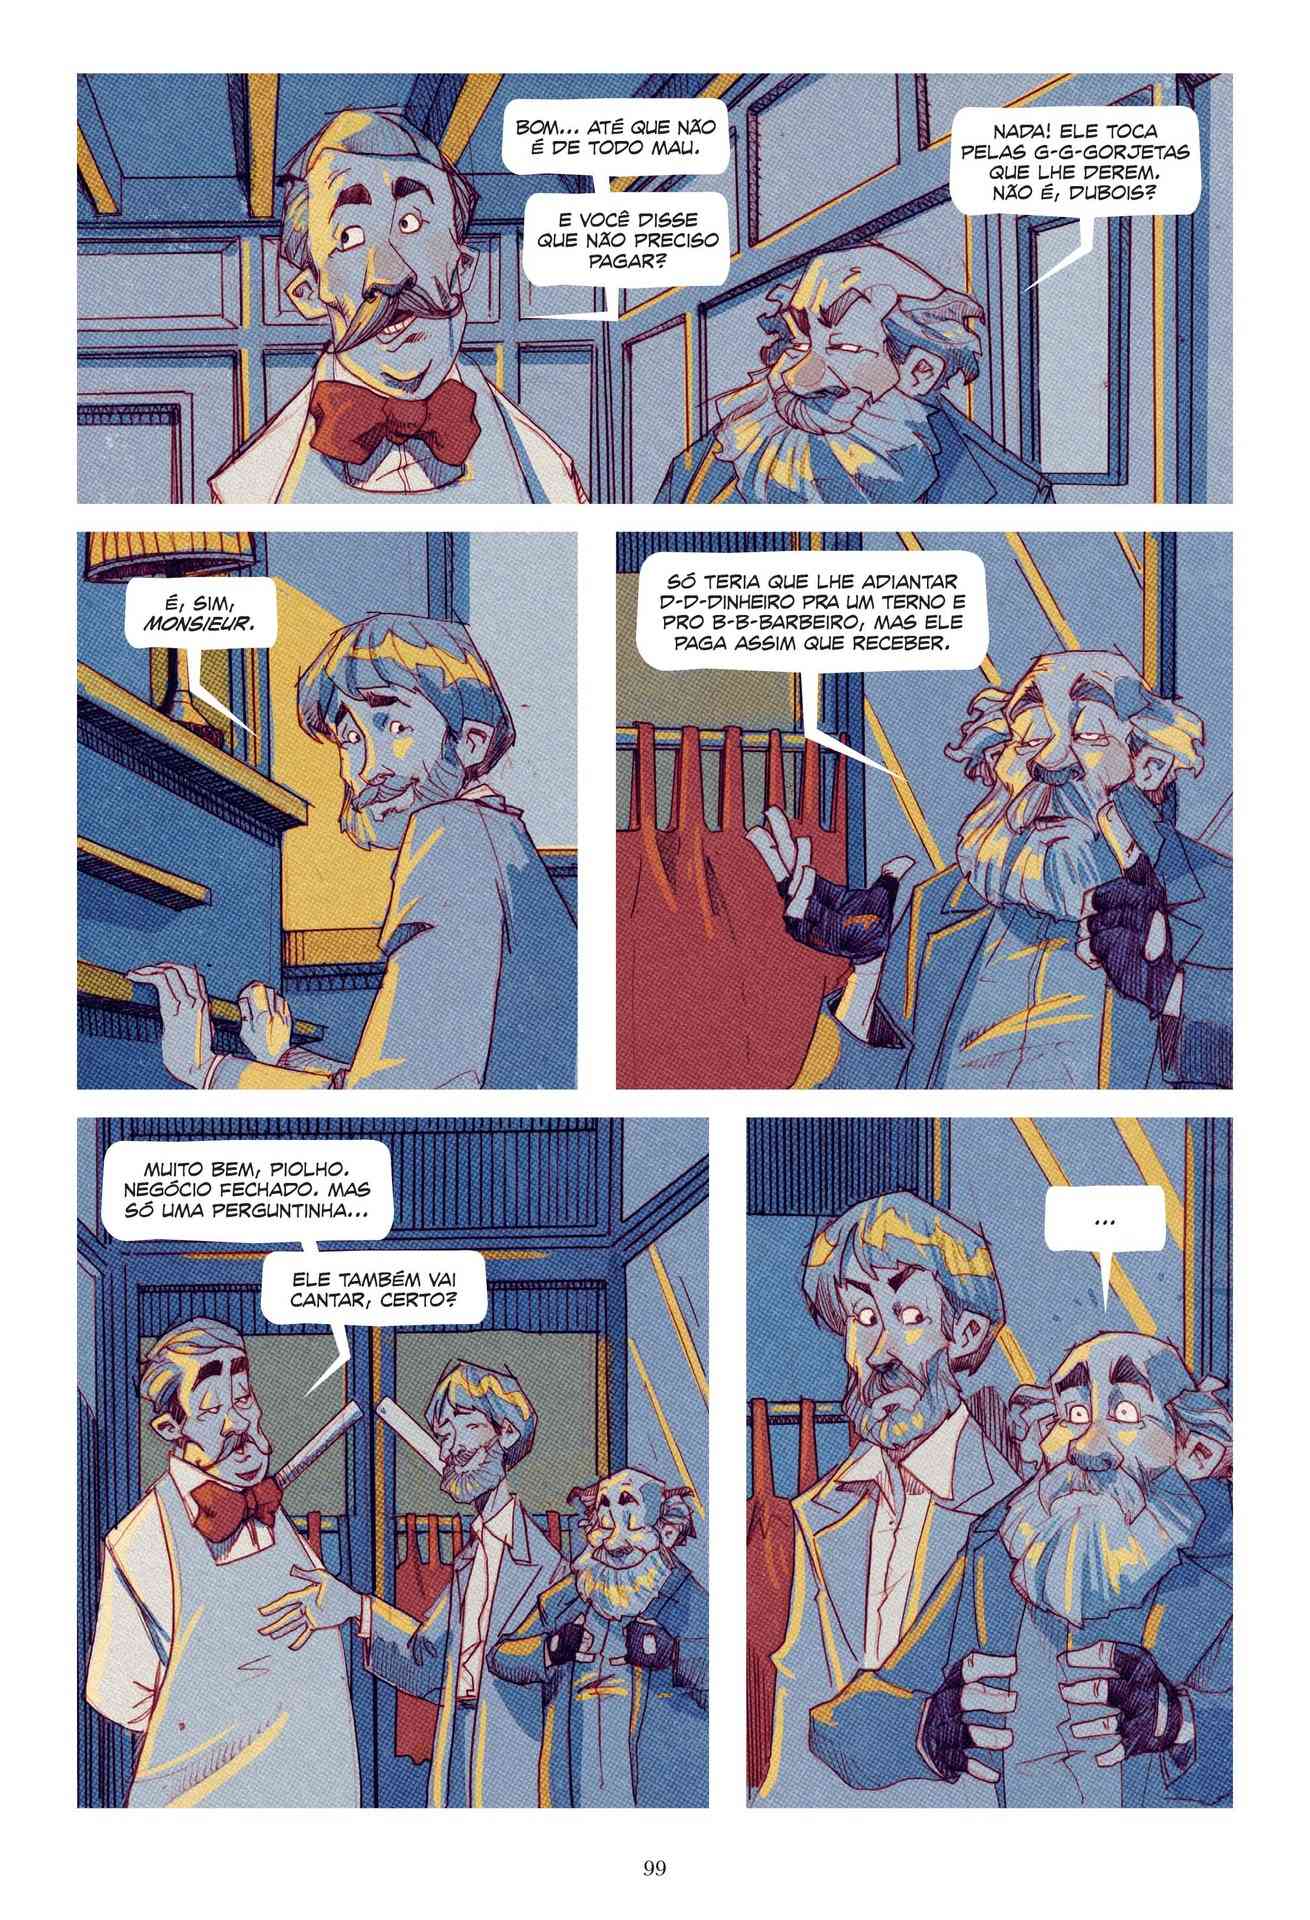 BOM... ATÉ QUE NÃO
É DE TODO MAU.
E VOCÊ DISSE
QUE NÃO PRECISO
PAGAR?
NADA! ELE TOCA
PELAS G-G-GORJETAS
QUE LHE DEREM.
NÃO É, DUBOIS?
É, SIM,
MONSIEUR.
SÓ TERIA QUE LHE ADIANTAR
D-D-DINHEIRO PRA UM TERNO E
PRO B-B-BARBEIRO; MAS ELE
PAGA ASSIM QUE RECEBER.
MUITO BEM, PIOLHO.
NEGÓCIO FECHADO. MAS
SÓ UMA PERGUNTINHA...
ELE TAMBÉM VAI
CANTAR, CERTO?
...
99